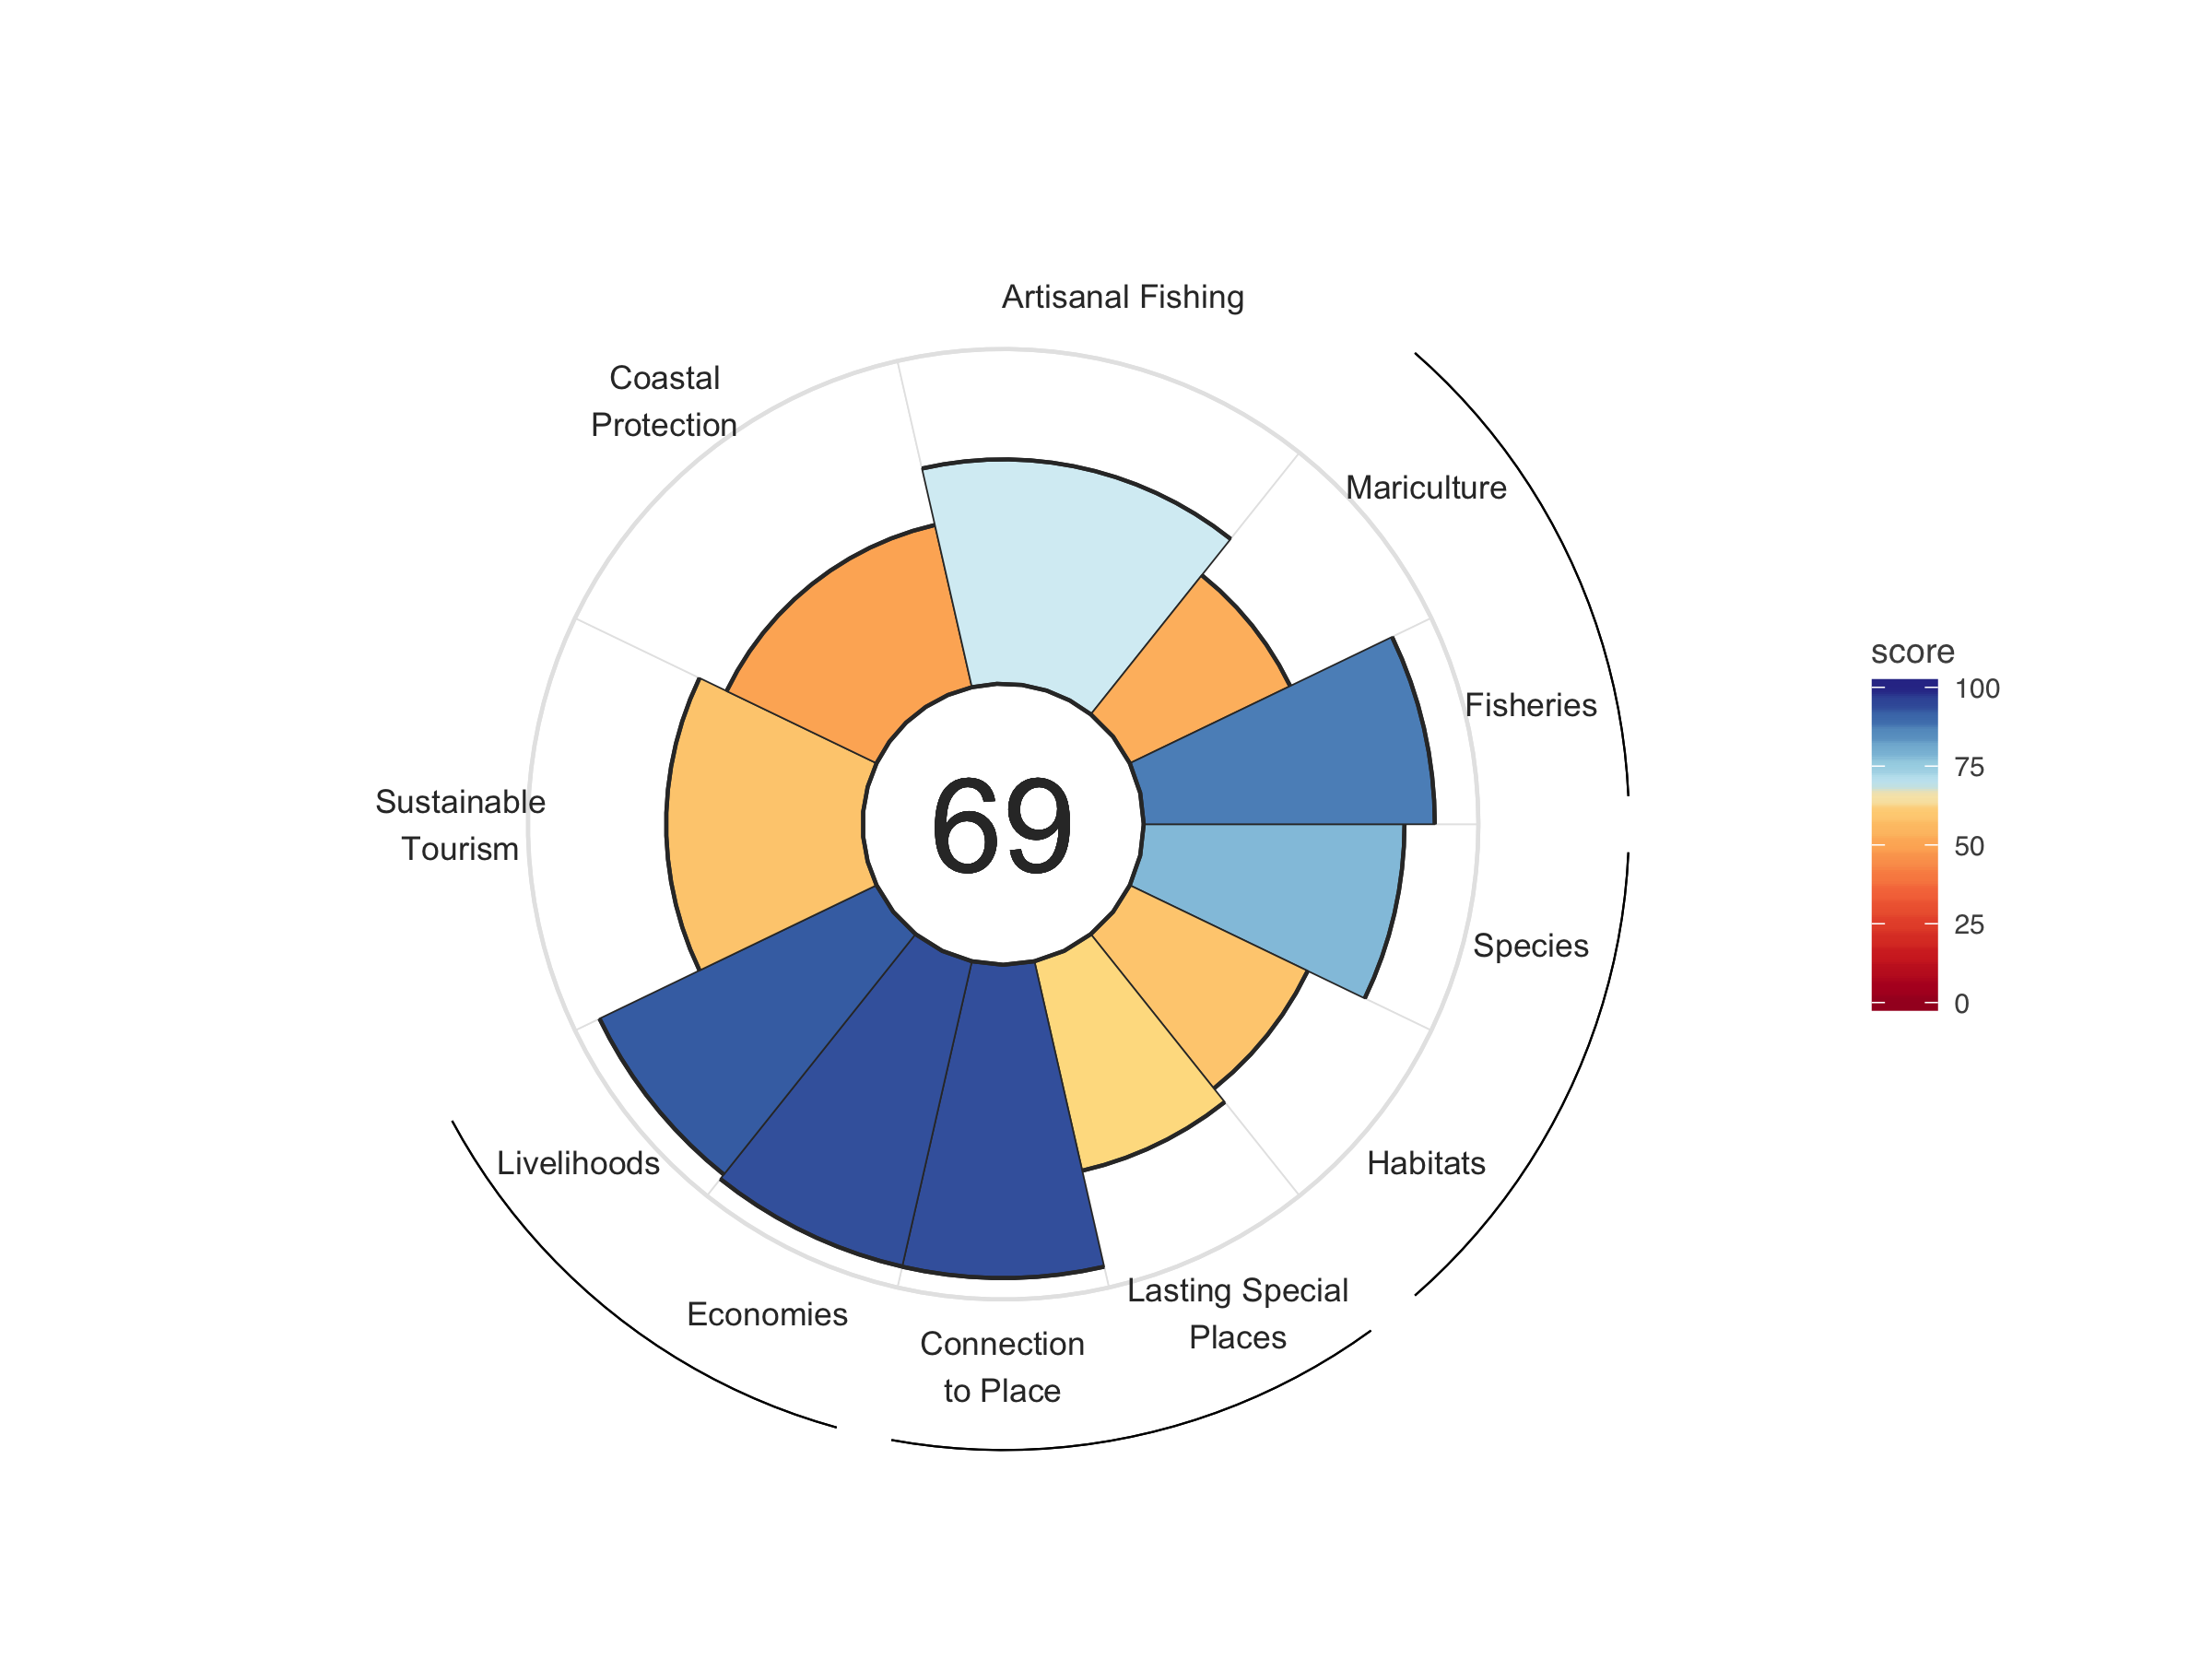 Artisanal Fishing
Coastal
Protection
Mariculture
Fisheries
Sustainable
Tourism
69
Species
Livelihoods
Habitats
Economies
Connection
to Place
Lasting Special
Places
score
100
75
50
25
0